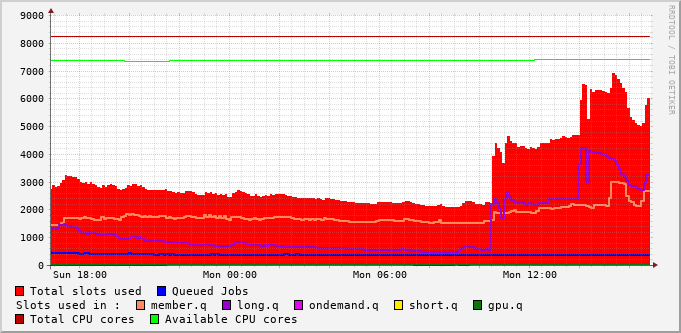 9000
8000
7000
6000
5000
4000
3000
2000
1000
0
Sun 18:00 Mon 00:00 Mon 06:00 Mon 12:00
RRDTOOL / TOBI OETIKER
Total slots used Queued Jobs
Slots used in : member.q long.q ondemand.q short.q gpu.q
Total CPU cores Available CPU cores